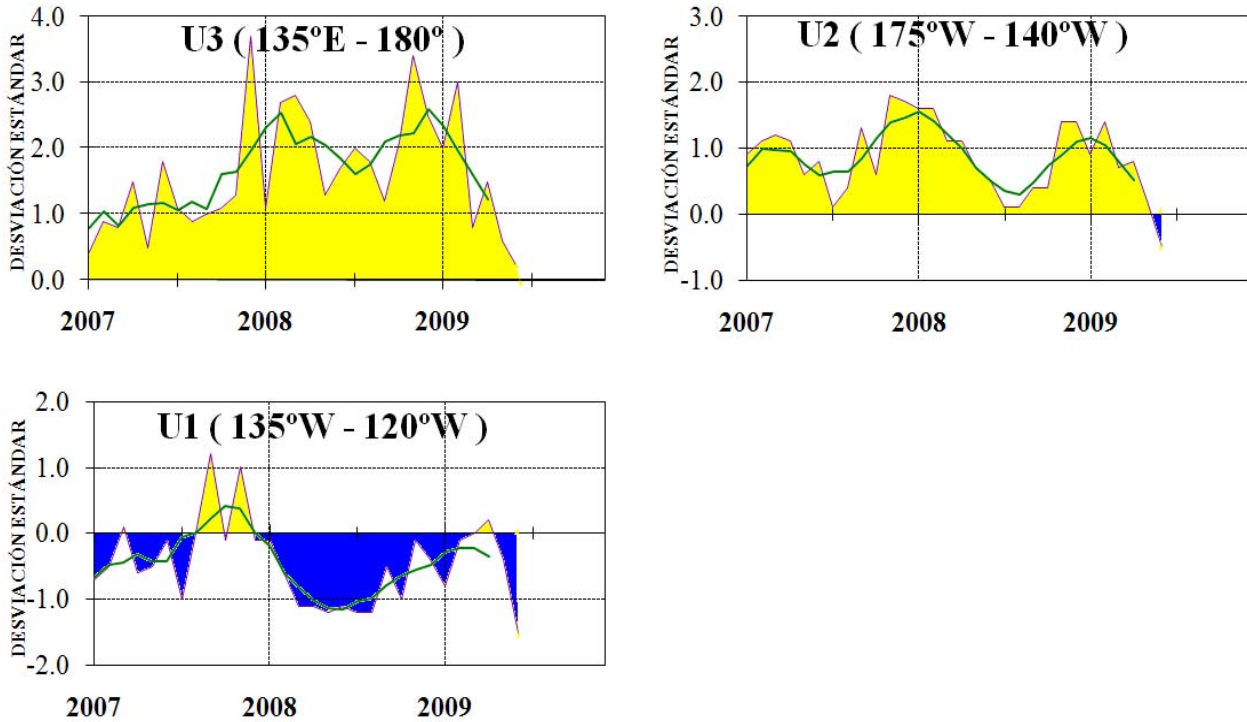 U3 ( 135ºE - 180º )
DESVIACIÓN ESTÁNDAR
4.0
3.0
2.0
1.0
0.0
2007 2008 2009
U2 ( 175ºW - 140ºW )
DESVIACIÓN ESTÁNDAR
3.0
2.0
1.0
0.0
-1.0
2007 2008 2009
U1 ( 135ºW - 120ºW )
DESVIACIÓN ESTÁNDAR
2.0
1.0
0.0
-1.0
-2.0
2007 2008 2009